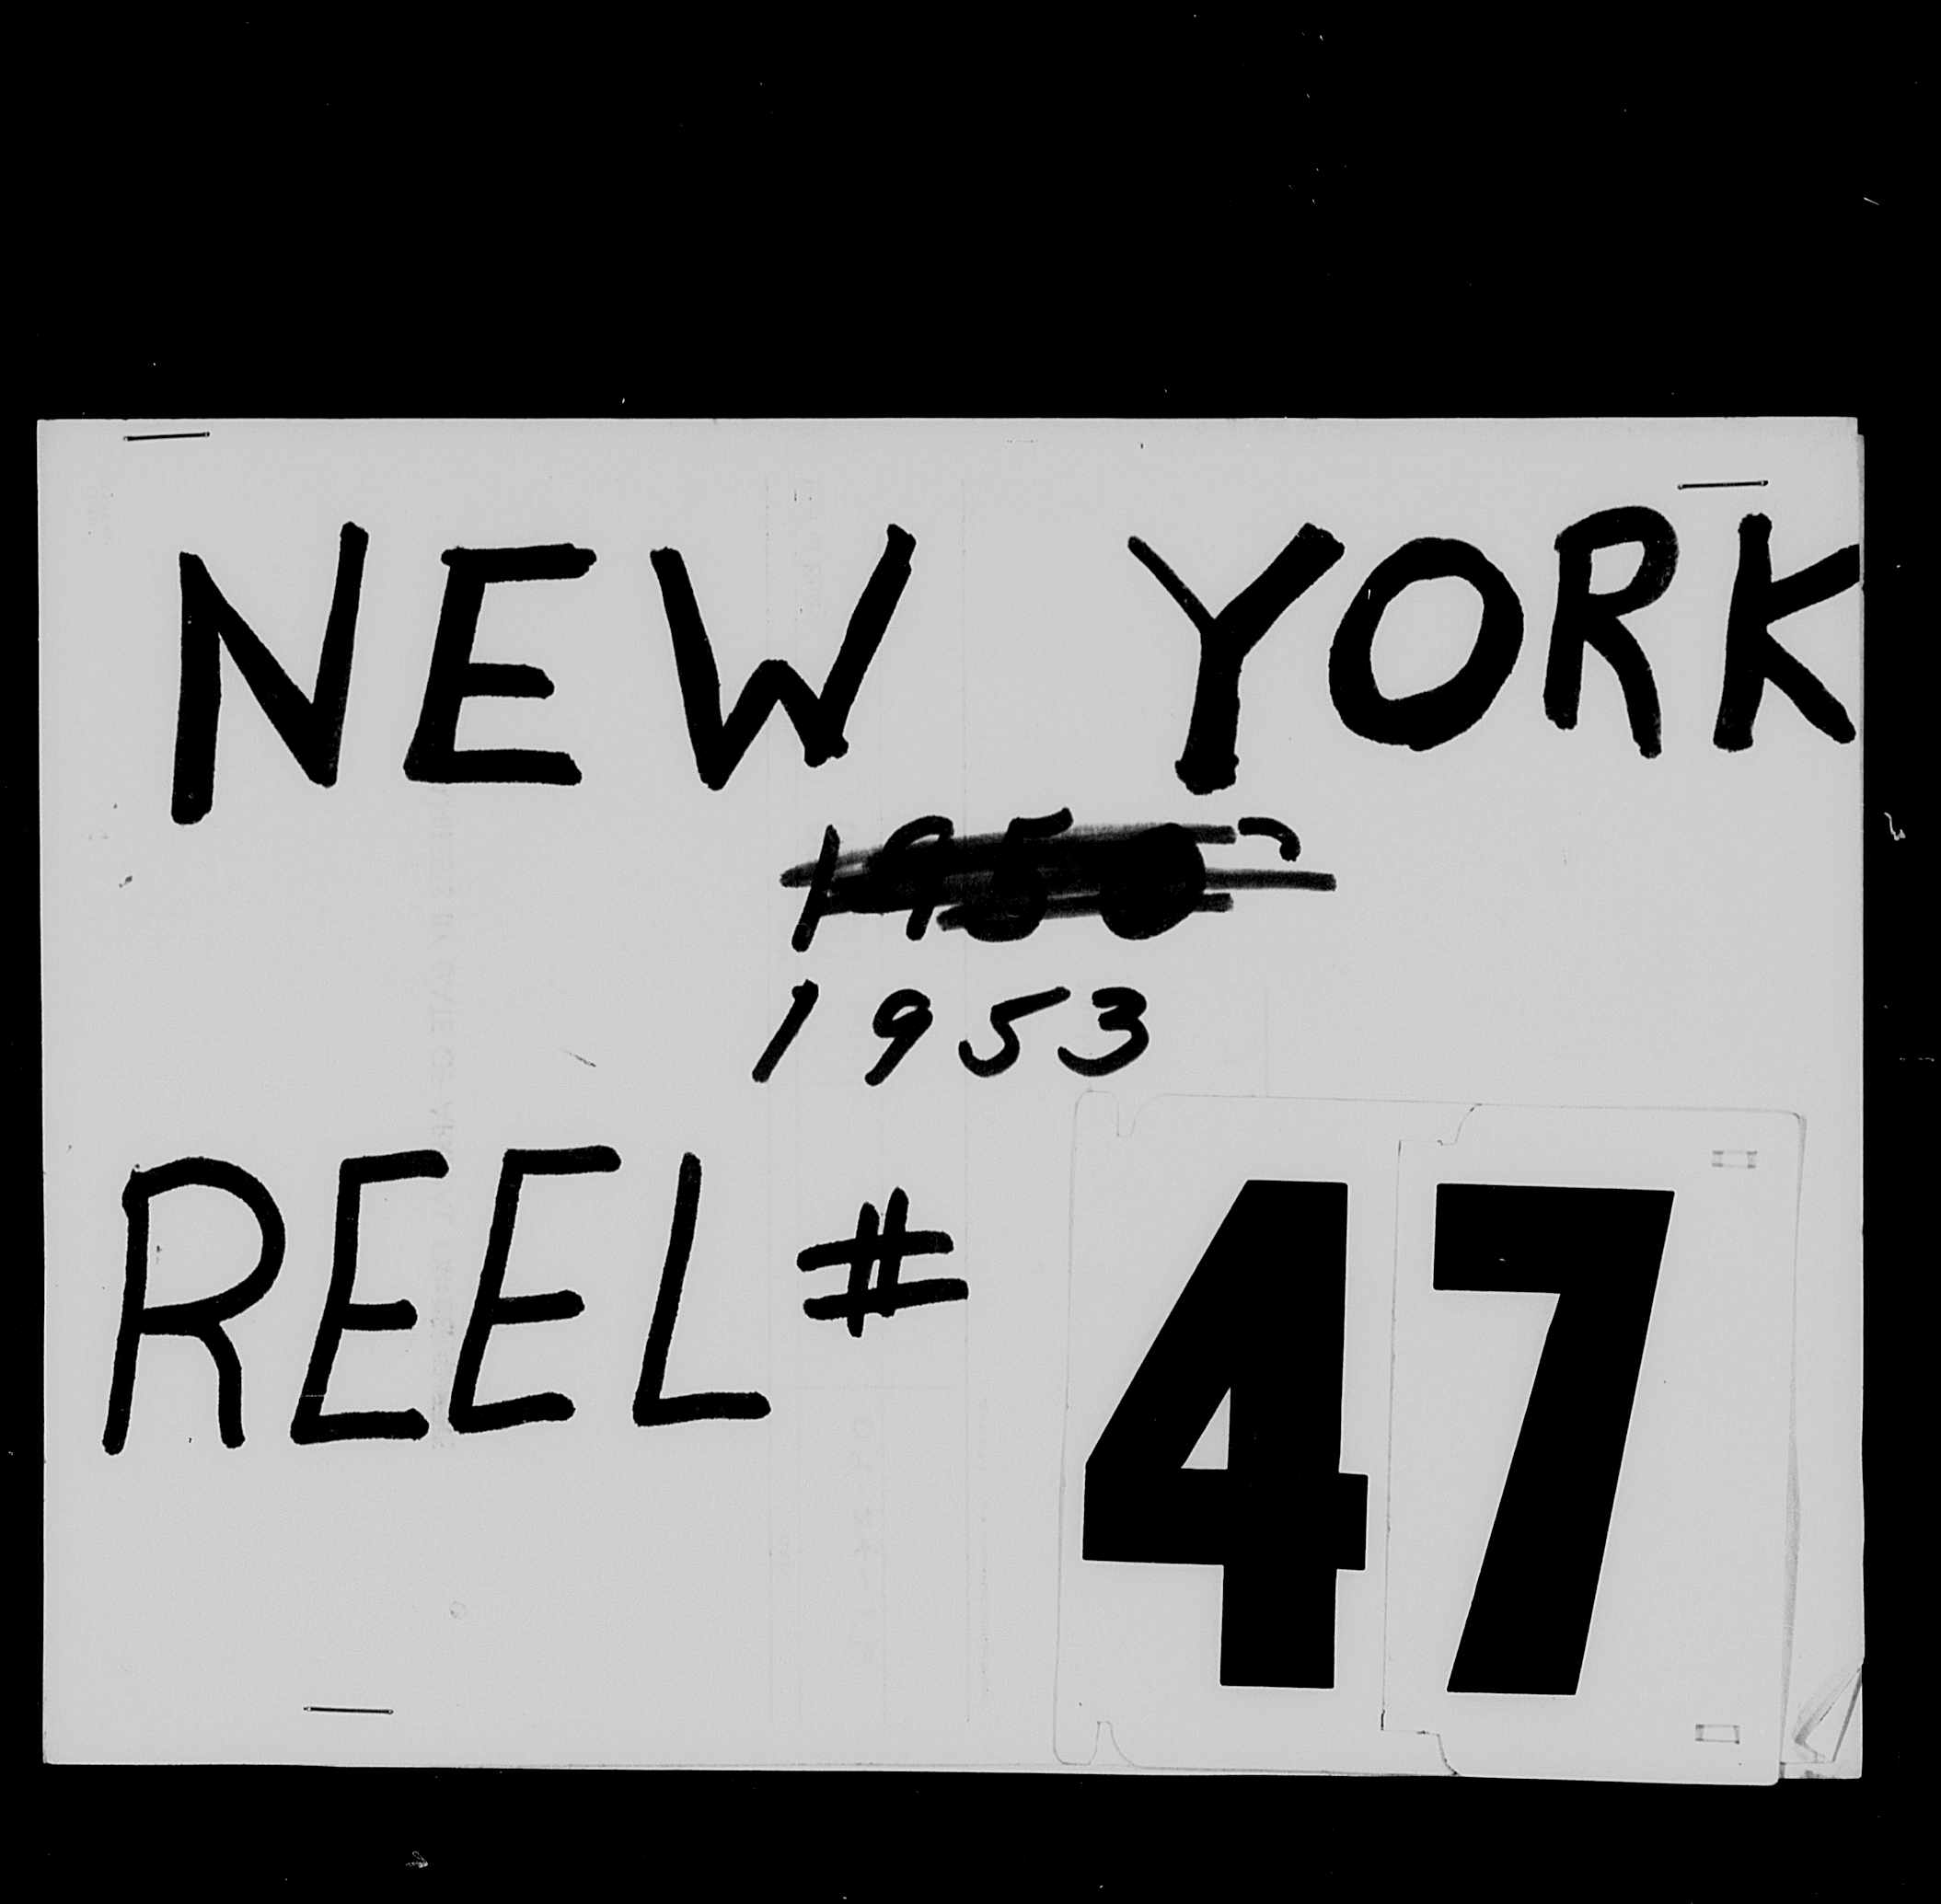 NEW YORK
1953
REEL # 47